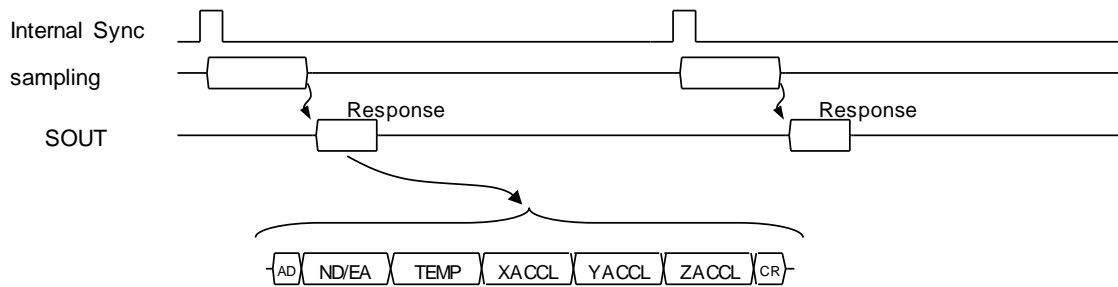 Internal Sync
sampling
Response Response
SOUT
AD ND/EA TEMP XACCL YACCL ZACCL CR